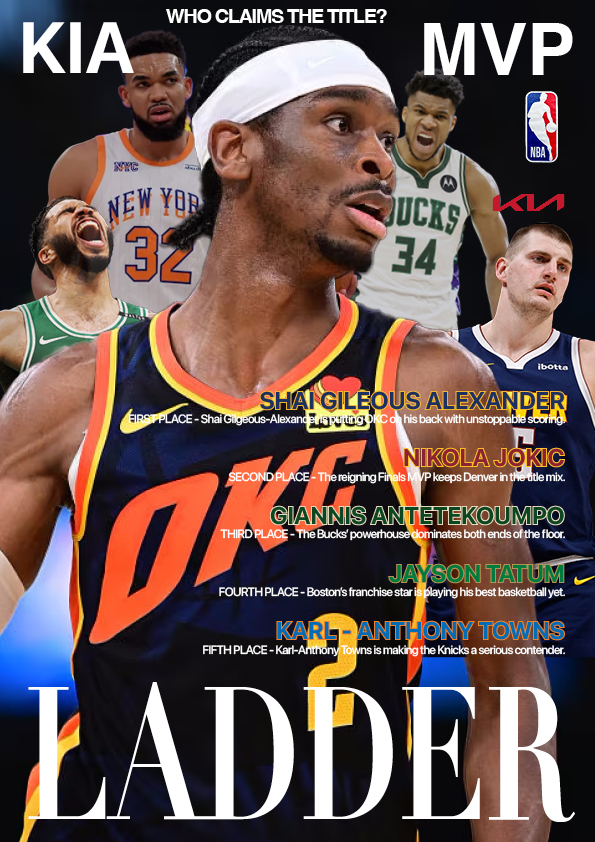 WHO CLAIMS THE TITLE?
KIA MVP
NBA
KIA
NYC
NEW YORK
32
BUCKS
34
ibotta
SHAI GILEOUS ALEXANDER
FIRST PLACE - Shai Gilgeous-Alexander is putting OKC on his back with unstoppable scoring.
NIKOLA JOKIC
SECOND PLACE - The reigning Finals MVP keeps Denver in the title mix.
OKC
GIANNIS ANTETEKOUMPO
THIRD PLACE - The Bucks' powerhouse dominates both ends of the floor.
JAYSON TATUM
FOURTH PLACE - Boston's franchise star is playing his best basketball yet.
KARL - ANTHONY TOWNS
FIFTH PLACE - Karl-Anthony Towns is making the Knicks a serious contender.
2
LADDER